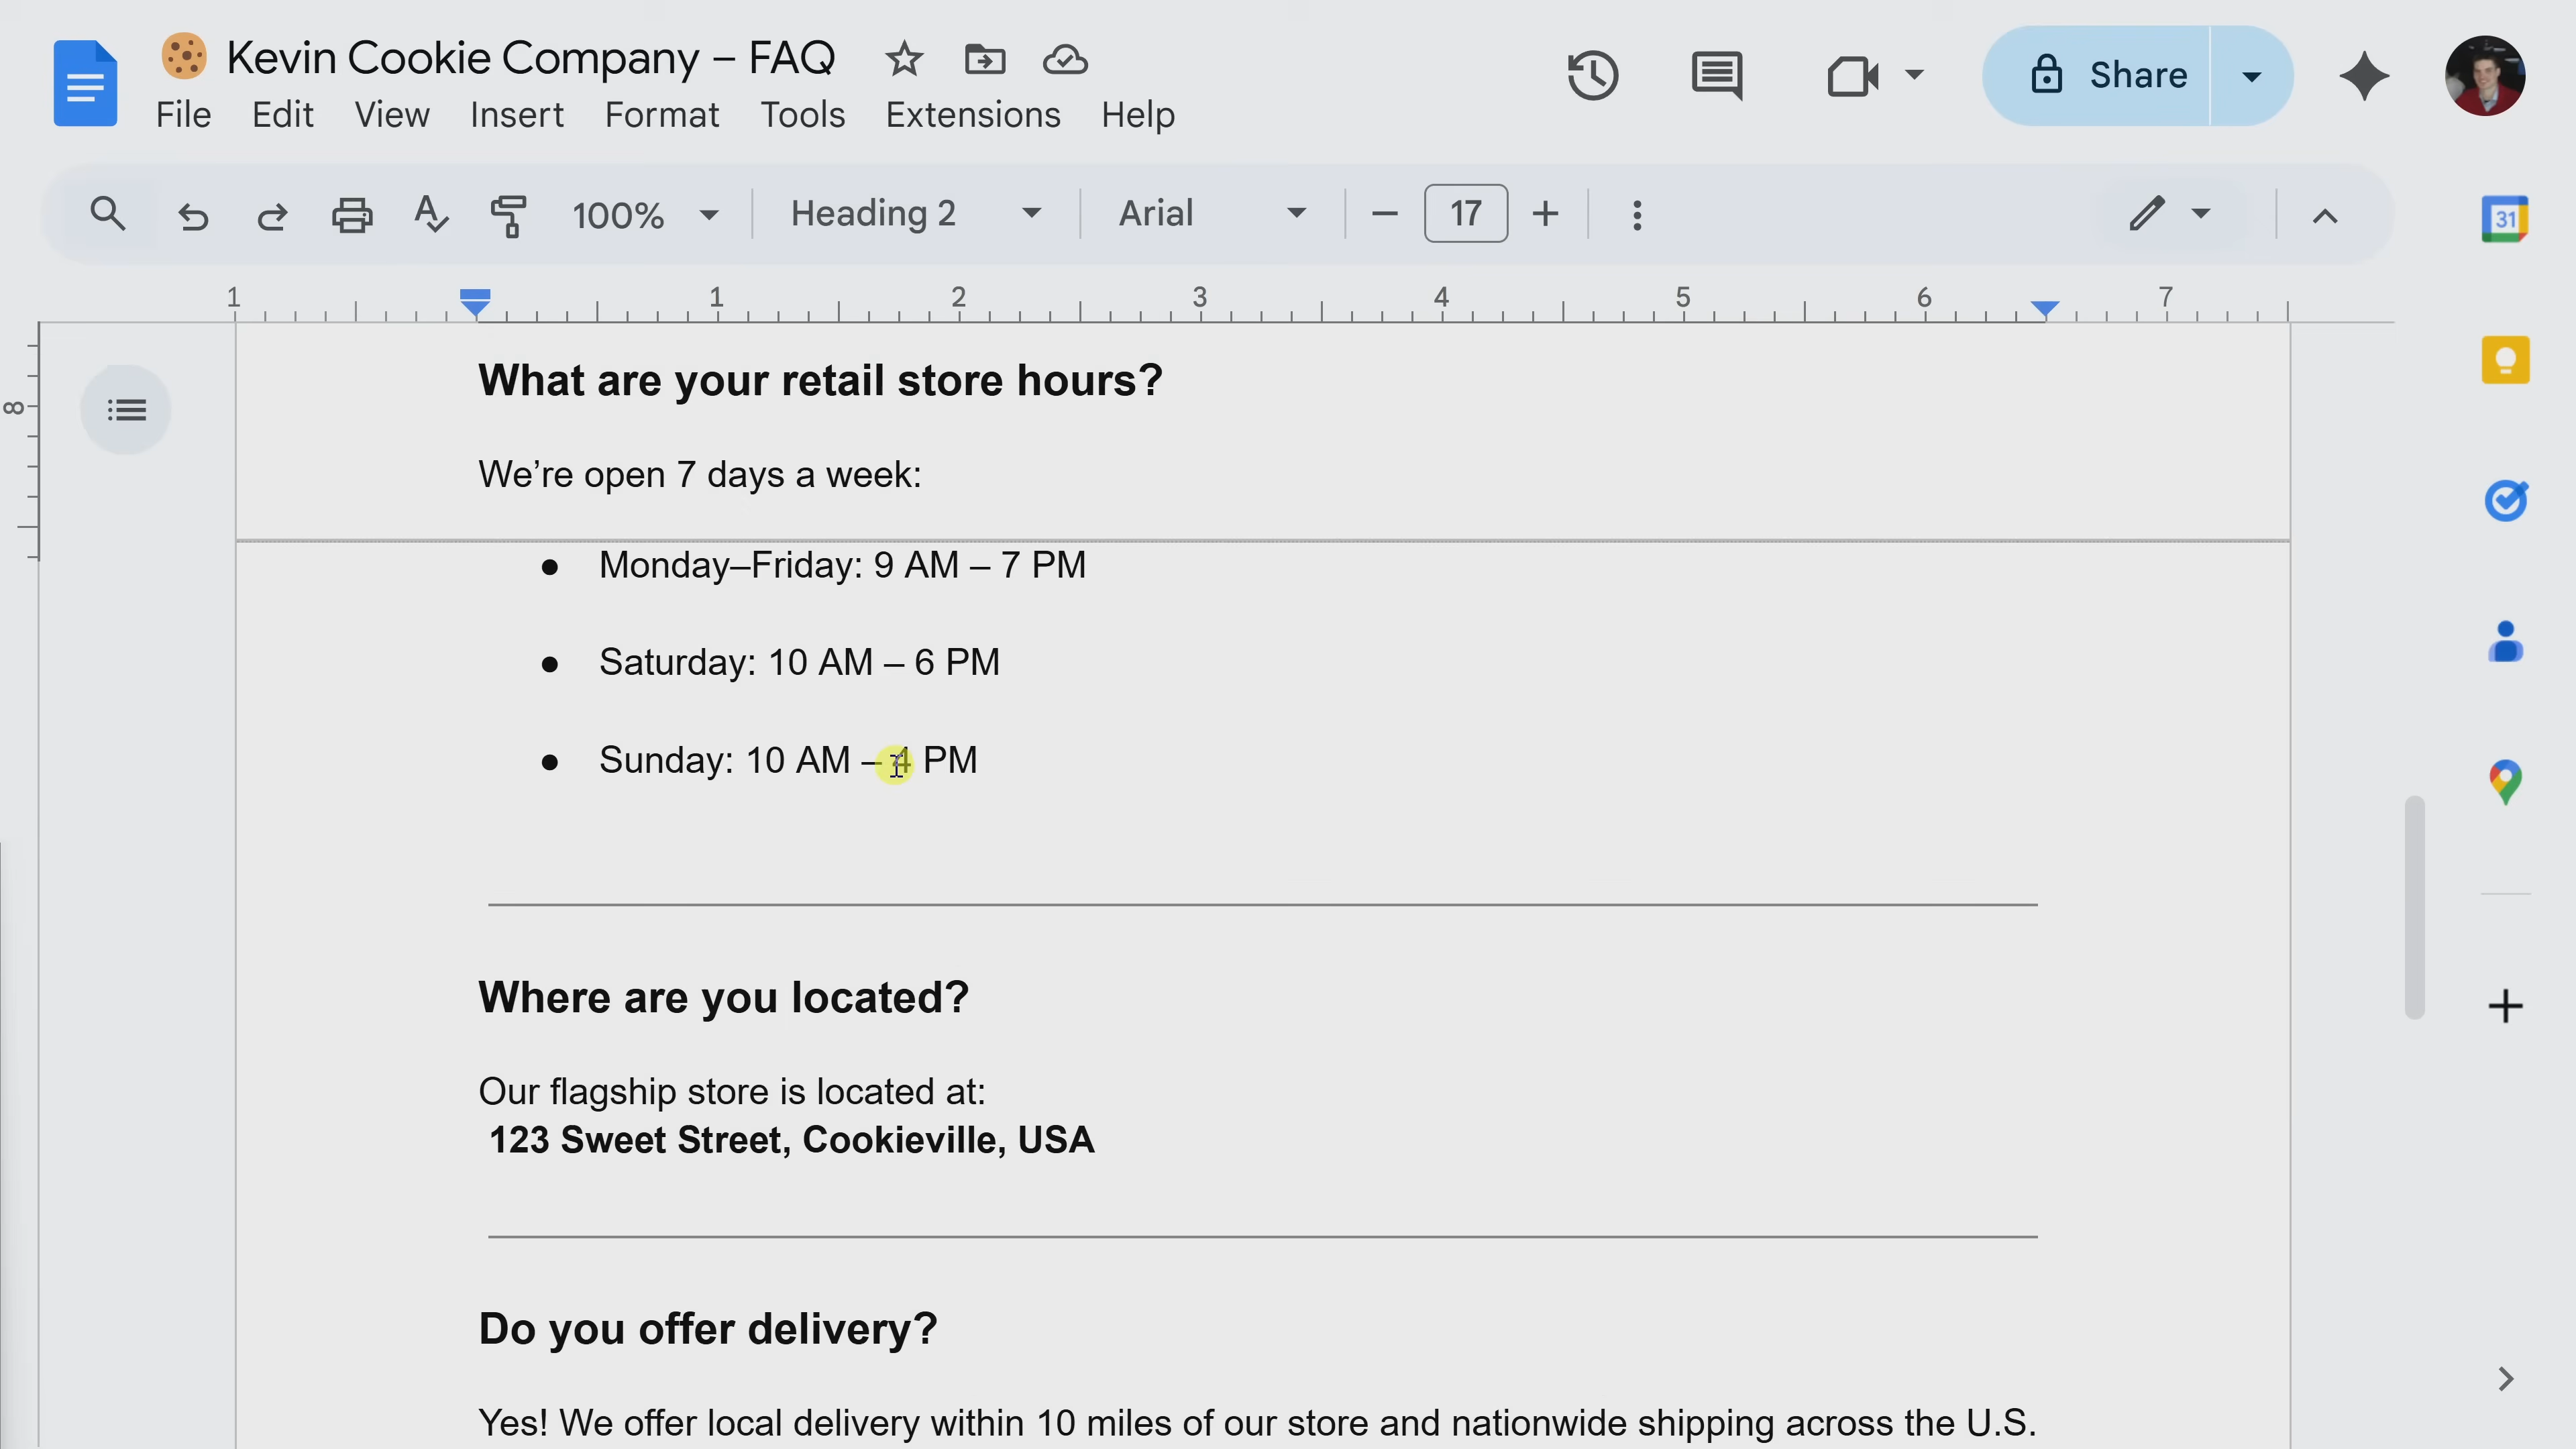 Kevin Cookie Company – FAQ
File Edit View Insert Format Tools Extensions Help
Share
100% Heading 2 Arial 17
31
1 1 2 3 4 5 6 7
8
What are your retail store hours?
We’re open 7 days a week:
● Monday–Friday: 9 AM – 7 PM
● Saturday: 10 AM – 6 PM
● Sunday: 10 AM – 4 PM
Where are you located?
Our flagship store is located at:
123 Sweet Street, Cookieville, USA
Do you offer delivery?
Yes! We offer local delivery within 10 miles of our store and nationwide shipping across the U.S.